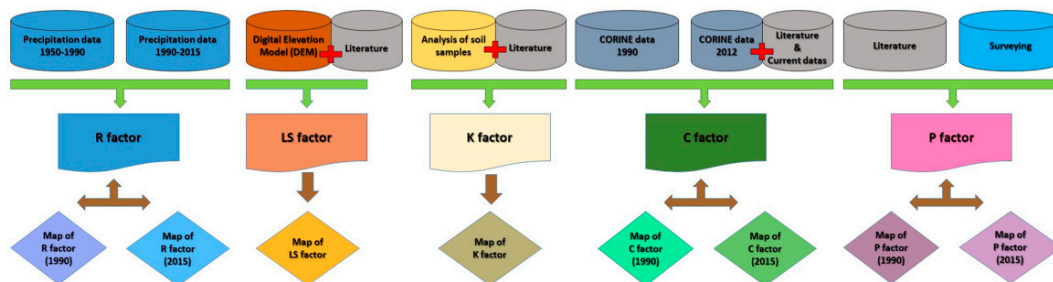 Precipitation data
1950-1990
Precipitation data
1990-2015
Digital Elevation
Model (DEM)
Literature
Analysis of soil
samples
Literature
CORINE data
1990
CORINE data
2012
Literature
&
Current datas
Literature
Surveying
R factor
LS factor
K factor
C factor
P factor
Map of
R factor
(1990)
Map of
R factor
(2015)
Map of
LS factor
Map of
K factor
Map of
C factor
(1990)
Map of
C factor
(2015)
Map of
P factor
(1990)
Map of
P factor
(2015)